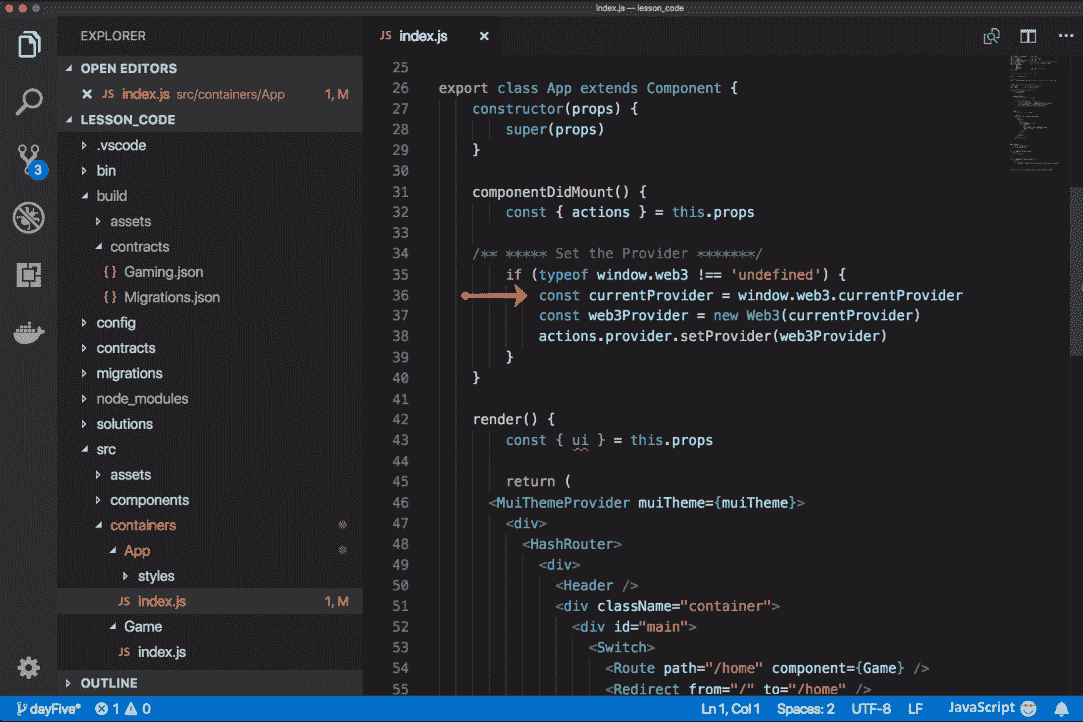 index.js — lesson_code
EXPLORER
OPEN EDITORS
JS index.js src/containers/App 1, M
LESSON_CODE
.vscode
bin
build
assets
contracts
{ } Gaming.json
{ } Migrations.json
config
contracts
migrations
node_modules
solutions
src
assets
components
containers
App
styles
JS index.js 1, M
Game
JS index.js
OUTLINE
3
JS index.js
25
26 export class App extends Component {
27 constructor(props) {
28 super(props)
29 }
30
31 componentDidMount() {
32 const { actions } = this.props
33
34 /** ***** Set the Provider *******/
35 if (typeof window.web3 !== 'undefined') {
36 const currentProvider = window.web3.currentProvider
37 const web3Provider = new Web3(currentProvider)
38 actions.provider.setProvider(web3Provider)
39 }
40 }
41
42 render() {
43 const { ui } = this.props
44
45 return (
46 <MuiThemeProvider muiTheme={muiTheme}>
47 <div>
48 <HashRouter>
49 <div>
50 <Header />
51 <div className="container">
52 <div id="main">
53 <Switch>
54 <Route path="/home" component={Game} />
55 <Redirect from="/" to="/home" />
dayFive* 1 0 Ln 1, Col 1 Spaces: 2 UTF-8 LF JavaScript